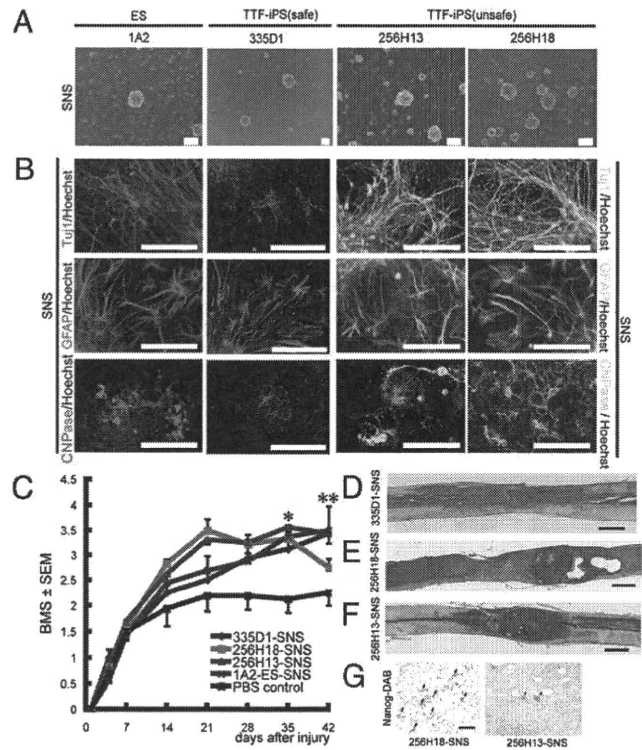 A
ES
TTF-iPS(safe)
TTF-iPS(unsafe)
1A2
335D1
256H13
256H18
SNS
B
SNS
Tuj1/Hoechst
GFAP/Hoechst
CNPase/Hoechst
Tuj1/Hoechst
GFAP/Hoechst
CNPase/Hoechst
SNS
C
BMS ± SEM
4.5
4
3.5
3
2.5
2
1.5
1
0.5
0
0
7
14
21
28
35
42
days after injury
*
**
335D1-SNS
256H18-SNS
256H13-SNS
1A2-ES-SNS
PBS control
D
335D1-SNS
E
256H18-SNS
F
256H13-SNS
G
Nanog-DAB
256H18-SNS
256H13-SNS